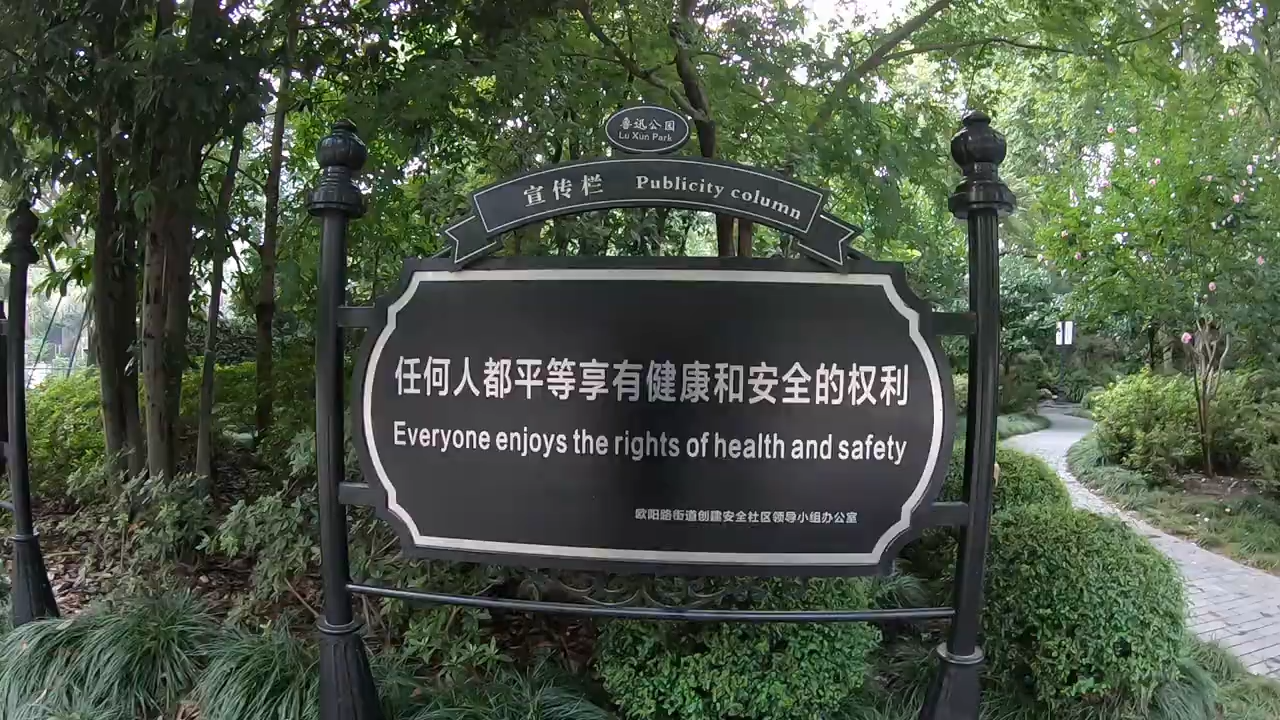 鲁迅公园
Lu Xun Park
宣传栏 Publicity column
任何人都平等享有健康和安全的权利
Everyone enjoys the rights of health and safety
欧阳路街道创建安全社区领导小组办公室